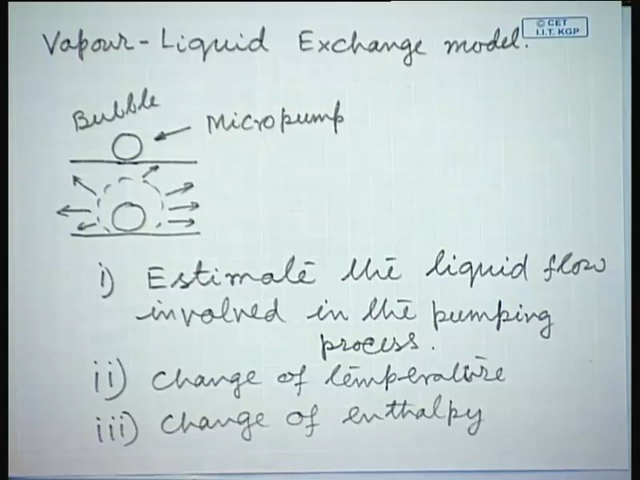 Vapour-Liquid Exchange model.
© CET
I.I.T. KGP
Bubble
Micropump
i) Estimate the liquid flow
involved in the pumping
process.
ii) change of temperature
iii) change of enthalpy